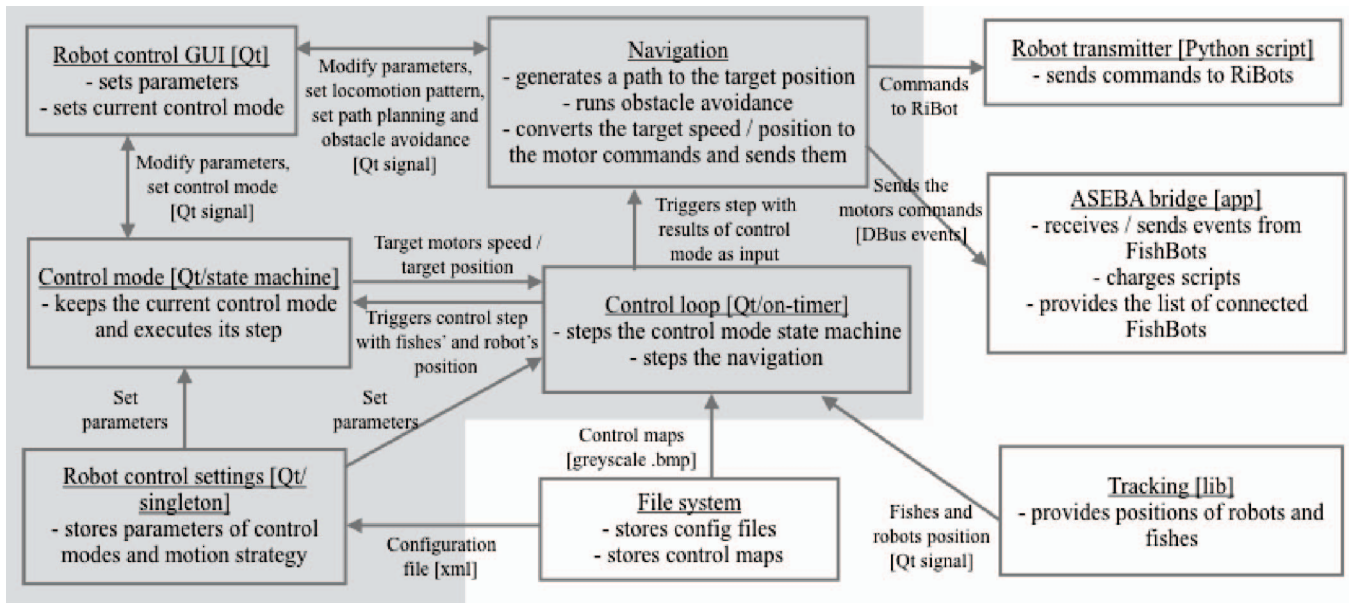 Robot control GUI [Qt]
- sets parameters
- sets current control mode
Modify parameters,
set locomotion pattern,
set path planning and
obstacle avoidance
[Qt signal]
Navigation
- generates a path to the target position
- runs obstacle avoidance
- converts the target speed / position to
the motor commands and sends them
Commands
to RiBot
Robot transmitter [Python script]
- sends commands to RiBots
Modify parameters,
set control mode
[Qt signal]
Triggers step with
results of control
mode as input
Sends the
motors commands
[DBus events]
ASEBA bridge [app]
- receives / sends events from
FishBots
- charges scripts
- provides the list of connected
FishBots
Control mode [Qt/state machine]
- keeps the current control mode
and executes its step
Target motors speed /
target position
Triggers control step
with fishes' and robot's
position
Control loop [Qt/on-timer]
- steps the control mode state machine
- steps the navigation
Set
parameters
Set
parameters
Control maps
[greyscale .bmp]
Robot control settings [Qt/
singleton]
- stores parameters of control
modes and motion strategy
Configuration
file [xml]
File system
- stores config files
- stores control maps
Fishes and
robots position
[Qt signal]
Tracking [lib]
- provides positions of robots and
fishes